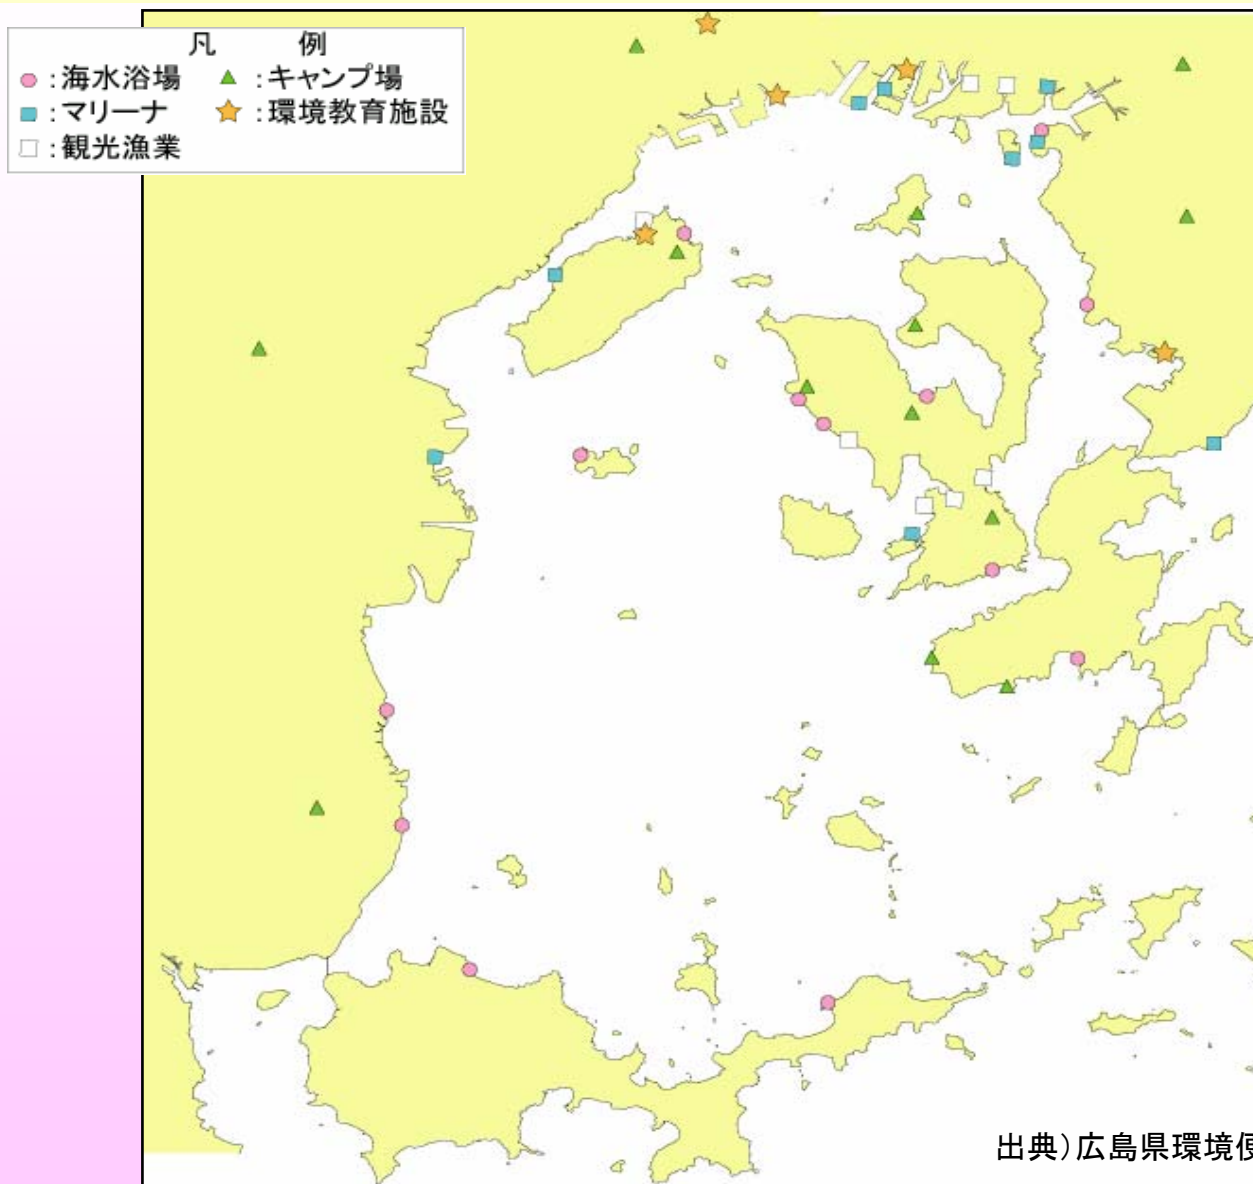 凡 例
:海水浴場 :キャンプ場
:マリーナ :環境教育施設
:観光漁業
出典)広島県環境便